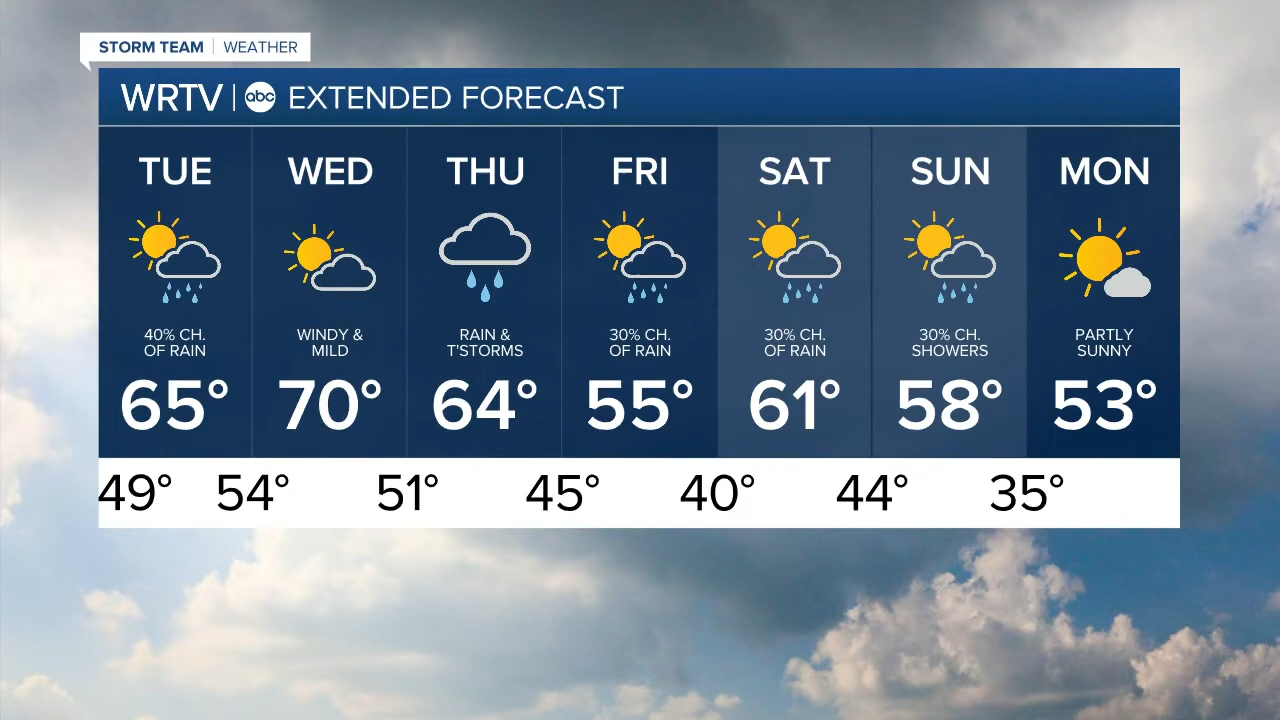 STORM TEAM | WEATHER
WRTV | abc EXTENDED FORECAST
TUE WED THU FRI SAT SUN MON
40% CH. OF RAIN
WINDY & MILD
RAIN & T'STORMS
30% CH. OF RAIN
30% CH. OF RAIN
30% CH. SHOWERS
PARTLY SUNNY
65° 70° 64° 55° 61° 58° 53°
49° 54° 51° 45° 40° 44° 35°